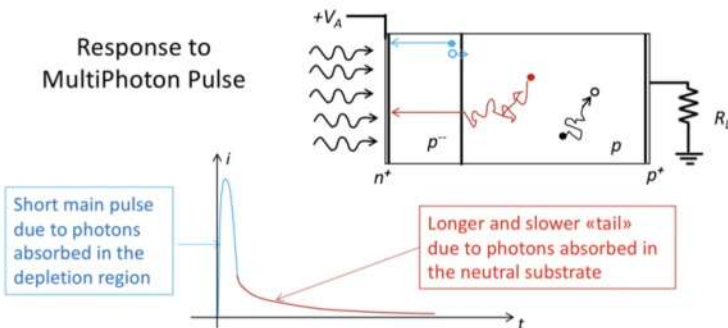 +V_A
Response to
MultiPhoton Pulse
p--
p
n+
p+
i
Short main pulse
due to photons
absorbed in the
depletion region
Longer and slower «tail»
due to photons absorbed in
the neutral substrate
t